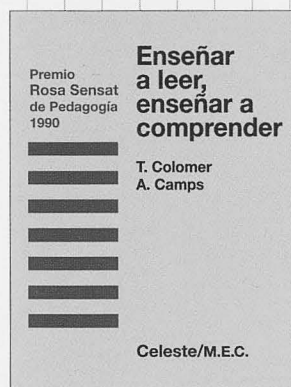 Premio
Rosa Sensat
de Pedagogía
1990
Enseñar
a leer,
enseñar a
comprender
T. Colomer
A. Camps
Celeste/M.E.C.